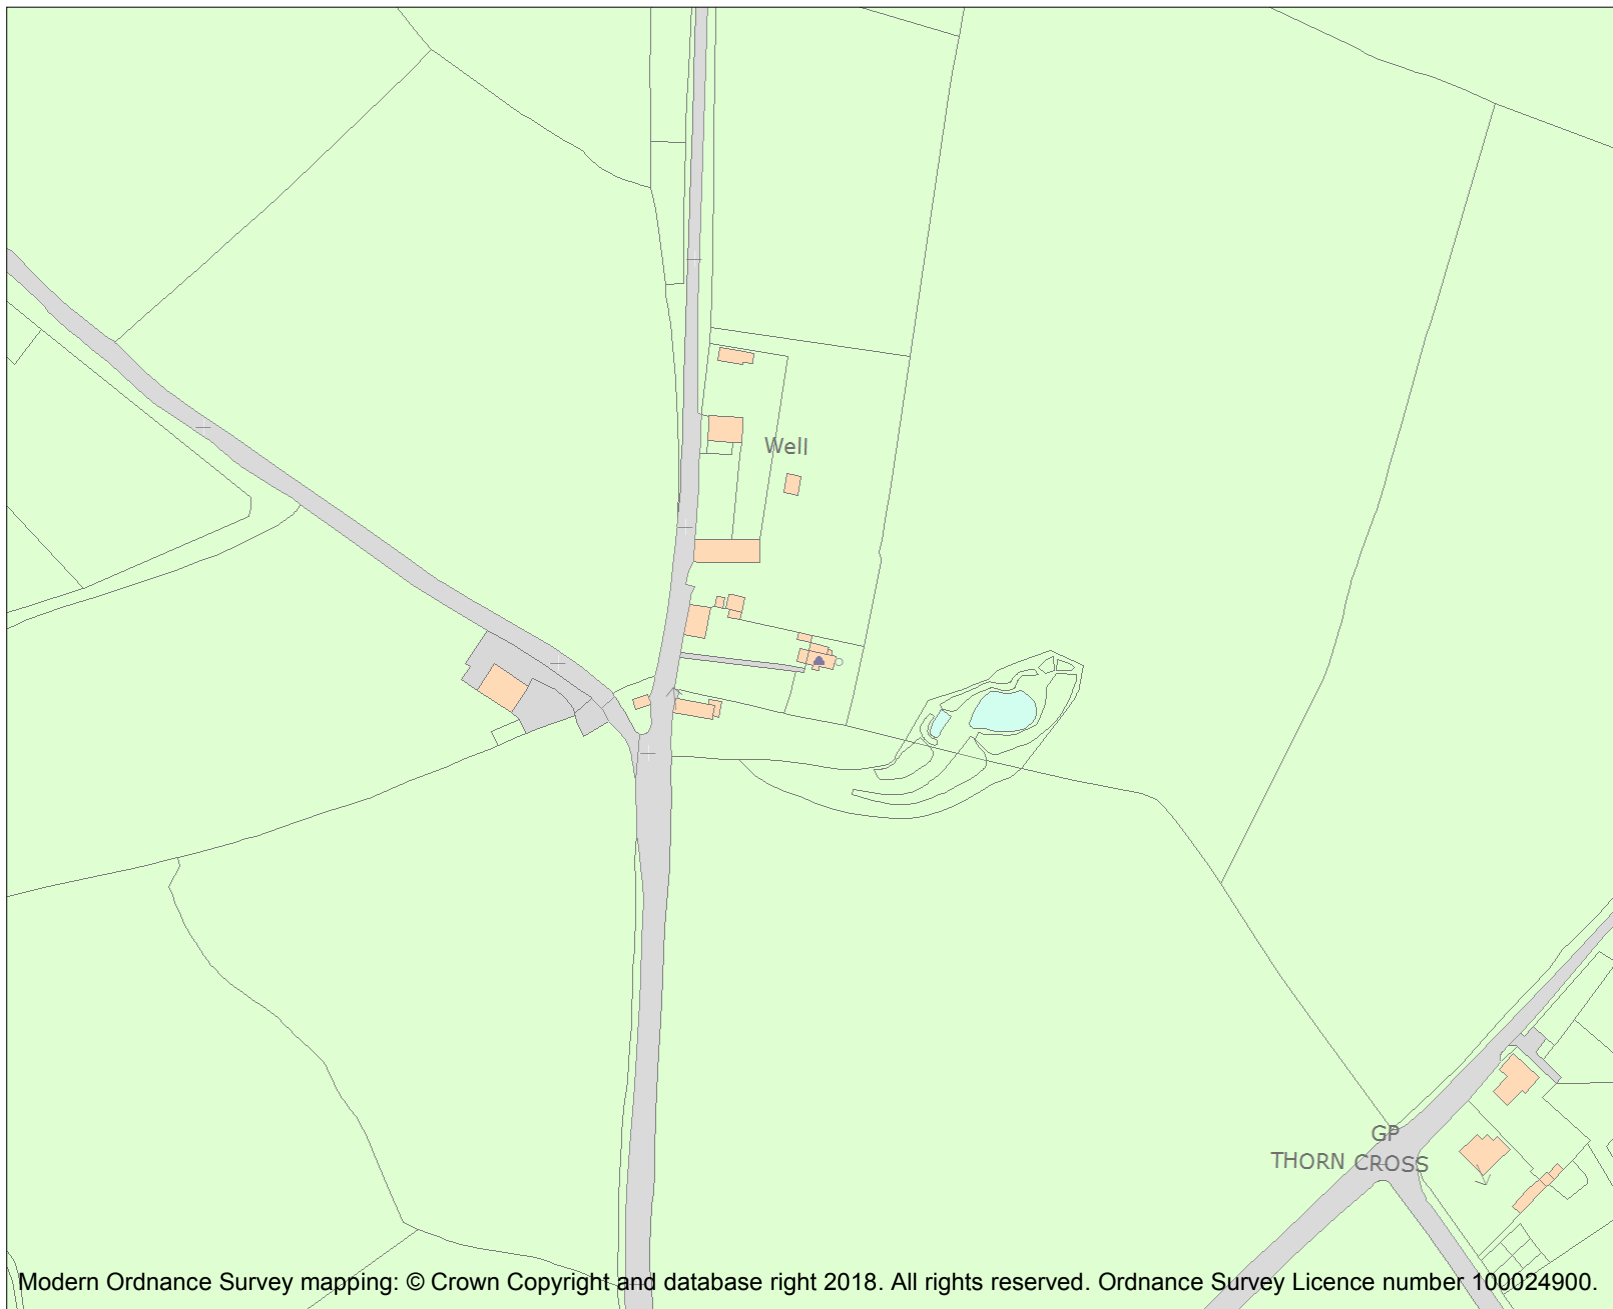 Well
GP
THORN CROSS
Modern Ordnance Survey mapping: © Crown Copyright and database right 2018. All rights reserved. Ordnance Survey Licence number 100024900.